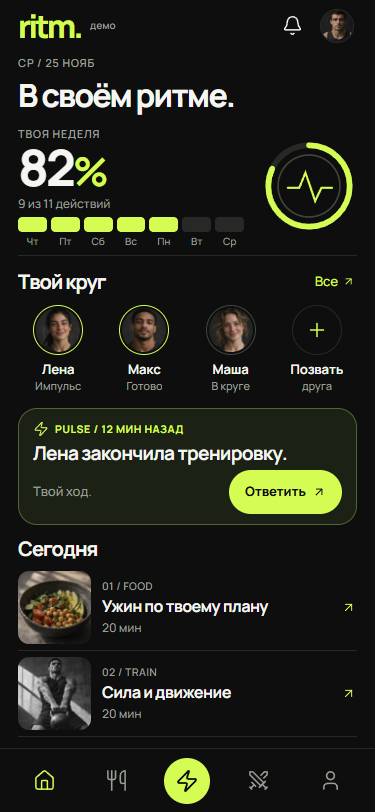 ritm. демо
СР / 25 НОЯБ
В своём ритме.
ТВОЯ НЕДЕЛЯ
82%
9 из 11 действий
Чт Пт Сб Вс Пн Вт Ср
Твой круг Все
Лена Макс Маша Позвать
Импульс Готово В круге друга
PULSE / 12 МИН НАЗАД
Лена закончила тренировку.
Твой ход. Ответить
Сегодня
01 / FOOD
Ужин по твоему плану
20 мин
02 / TRAIN
Сила и движение
20 мин